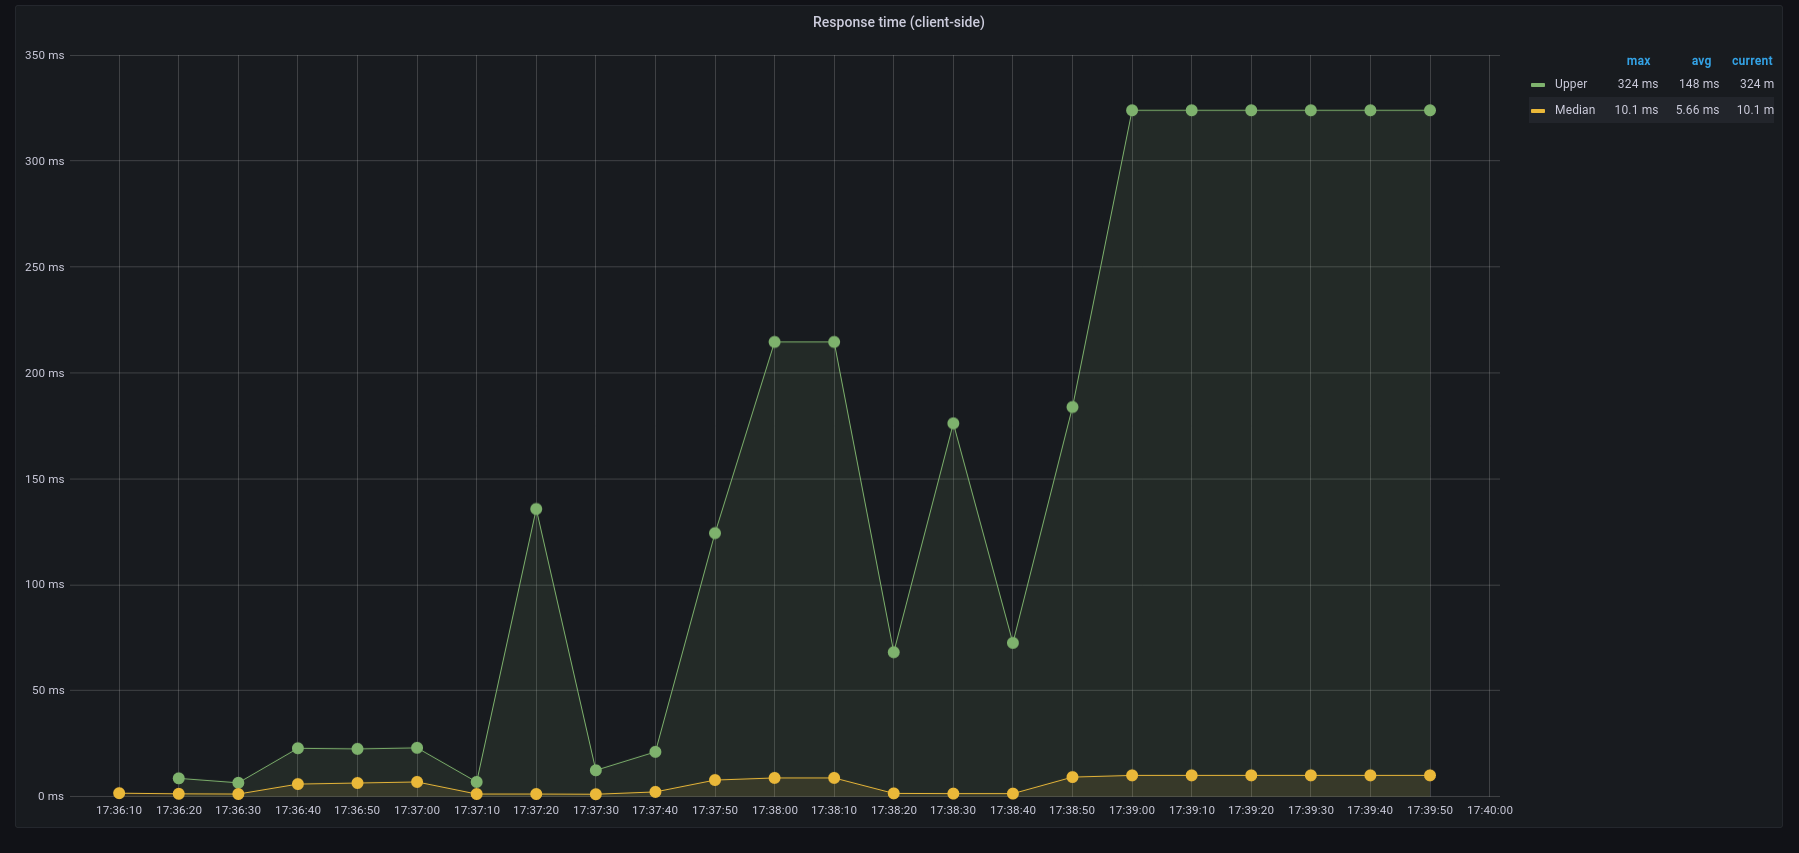 Response time (client-side)
350 ms
300 ms
250 ms
200 ms
150 ms
100 ms
50 ms
0 ms
17:36:10 17:36:20 17:36:30 17:36:40 17:36:50 17:37:00 17:37:10 17:37:20 17:37:30 17:37:40 17:37:50 17:38:00 17:38:10 17:38:20 17:38:30 17:38:40 17:38:50 17:39:00 17:39:10 17:39:20 17:39:30 17:39:40 17:39:50 17:40:00
max avg current
Upper 324 ms 148 ms 324 m
Median 10.1 ms 5.66 ms 10.1 m